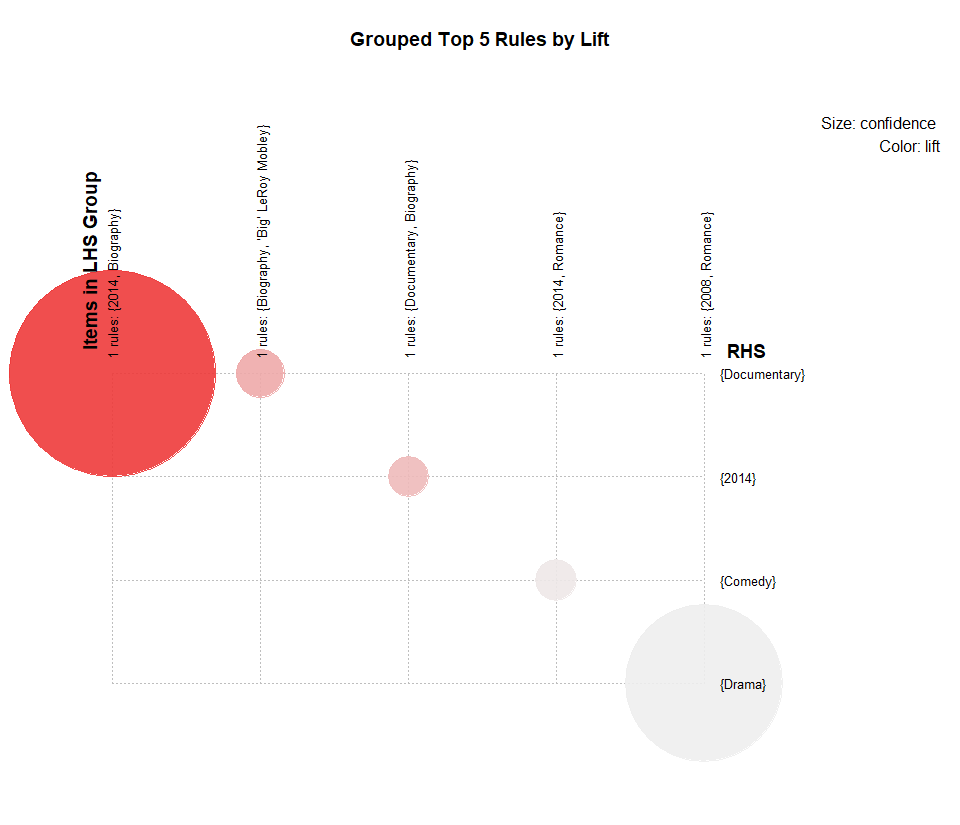 Grouped Top 5 Rules by Lift
Size: confidence
Color: lift
Items in LHS Group
1 rules: {2014, Biography}
1 rules: {Biography, 'Big' LeRoy Mobley}
1 rules: {Documentary, Biography}
1 rules: {2014, Romance}
1 rules: {2008, Romance}
RHS
{Documentary}
{2014}
{Comedy}
{Drama}